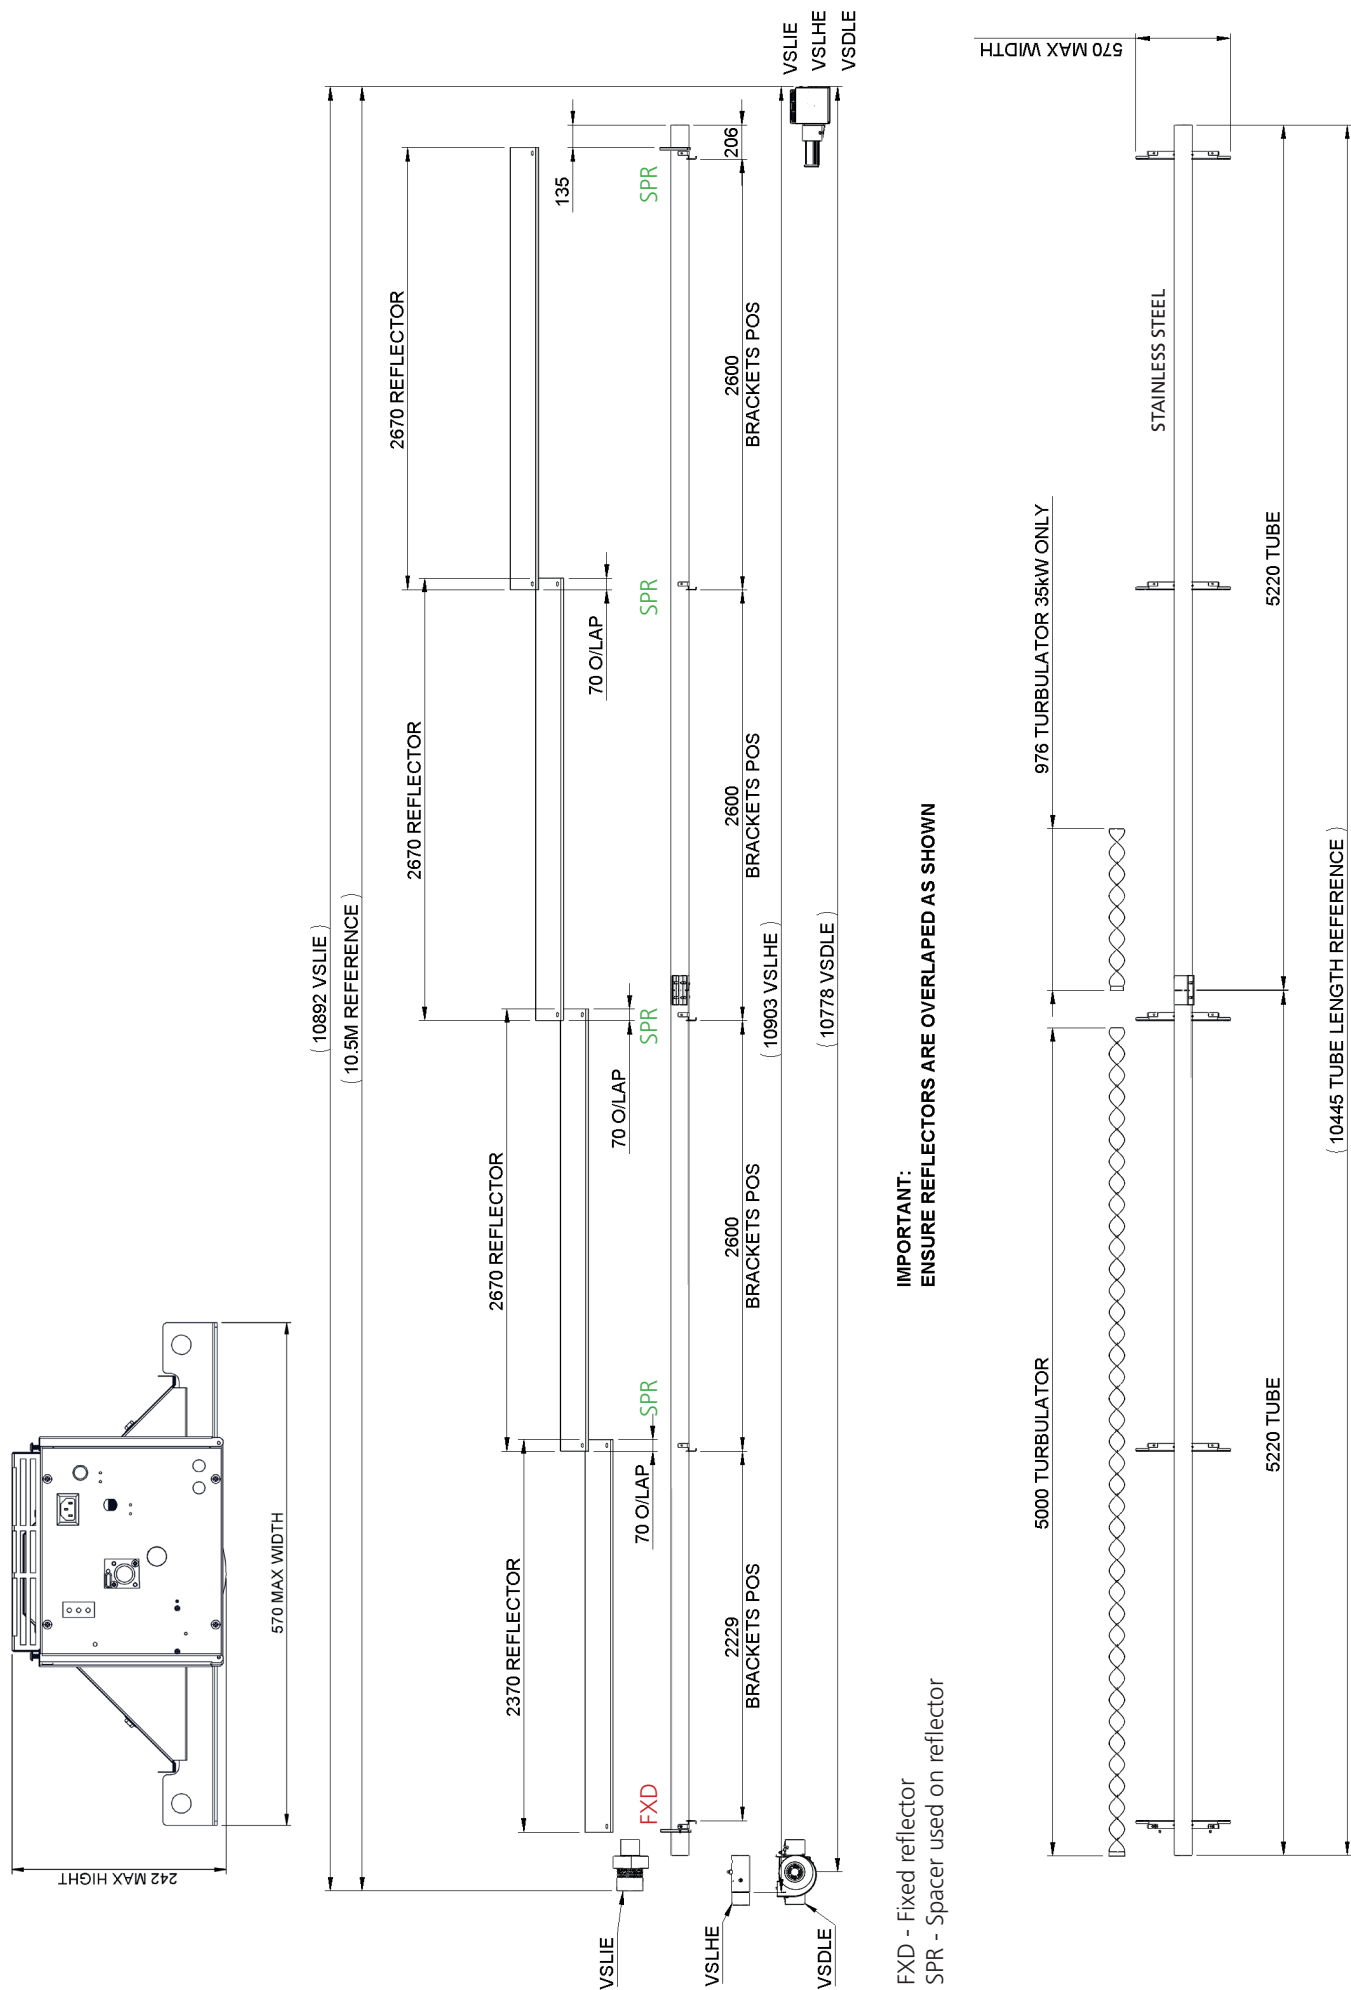 242 MAX HIGHT
570 MAX WIDTH
( 10892 VSLIE )
( 10.5M REFERENCE )
2370 REFLECTOR
2670 REFLECTOR
2670 REFLECTOR
2670 REFLECTOR
70 O/LAP
70 O/LAP
70 O/LAP
135
FXD
SPR
SPR
SPR
SPR
2229
BRACKETS POS
2600
BRACKETS POS
2600
BRACKETS POS
2600
BRACKETS POS
206
( 10903 VSLHE )
( 10778 VSDLE )
VSLIE
VSLHE
VSDLE
VSLIE
VSLHE
VSDLE
FXD - Fixed reflector
SPR - Spacer used on reflector
IMPORTANT:
ENSURE REFLECTORS ARE OVERLAPED AS SHOWN
570 MAX WIDTH
5000 TURBULATOR
976 TURBULATOR 35kW ONLY
STAINLESS STEEL
5220 TUBE
5220 TUBE
( 10445 TUBE LENGTH REFERENCE )